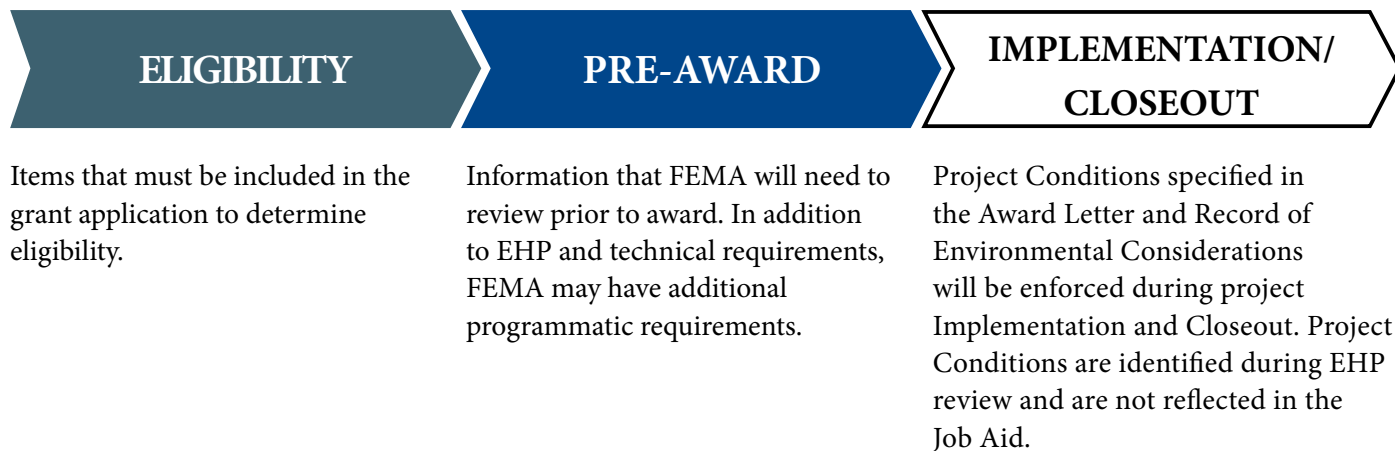 ELIGIBILITY
Items that must be included in the
grant application to determine
eligibility.
PRE-AWARD
Information that FEMA will need to
review prior to award. In addition
to EHP and technical requirements,
FEMA may have additional
programmatic requirements.
IMPLEMENTATION/
CLOSEOUT
Project Conditions specified in
the Award Letter and Record of
Environmental Considerations
will be enforced during project
Implementation and Closeout. Project
Conditions are identified during EHP
review and are not reflected in the
Job Aid.